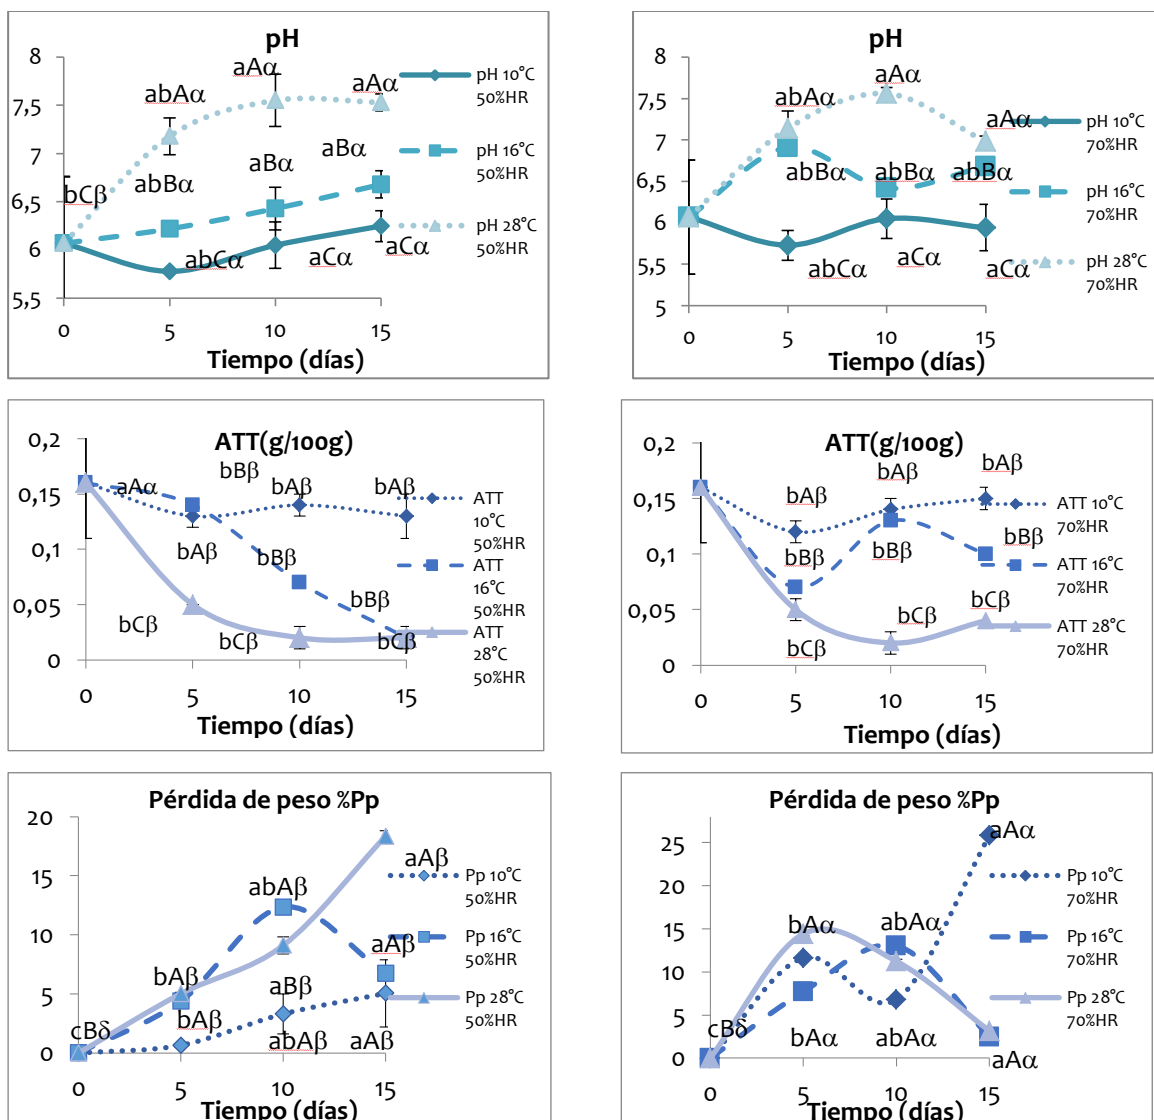 pH
8
7,5
7
6,5
6
5,5
0
5
10
15
Tiempo (días)
bCβ
abAα
aAα
aAα
abBα
aBα
aBα
abCα
aCα
aCα
pH 10°C
50%HR
pH 16°C
50%HR
pH 28°C
50%HR
pH
8
7,5
7
6,5
6
5,5
5
0
5
10
15
Tiempo (días)
abAα
aAα
aAα
abBα
abBα
abBα
abCα
aCα
aCα
pH 10°C
70%HR
pH 16°C
70%HR
pH 28°C
70%HR
ATT(g/100g)
0,2
0,15
0,1
0,05
0
0
5
10
15
Tiempo (días)
aAα
bBβ
bAβ
bAβ
bAβ
bBβ
bBβ
bCβ
bCβ
bCβ
ATT
10°C
50%HR
ATT
16°C
50%HR
ATT
28°C
50%HR
ATT(g/100g)
0,2
0,15
0,1
0,05
0
0
5
10
15
Tiempo (días)
bAβ
bAβ
bAβ
bBβ
bBβ
bBβ
bCβ
bCβ
bCβ
ATT 10°C
70%HR
ATT 16°C
70%HR
ATT 28°C
70%HR
Pérdida de peso %Pp
20
15
10
5
0
0
5
10
15
Tiempo (días)
cBδ
bAβ
abAβ
aAβ
aAβ
bAβ
aBβ
abAβ
aAβ
Pp 10°C
50%HR
Pp 16°C
50%HR
Pp 28°C
50%HR
Pérdida de peso %Pp
25
20
15
10
5
0
0
5
10
15
Tiempo (días)
cBδ
bAα
abAα
aAα
bAα
abAα
aAα
Pp 10°C
70%HR
Pp 16°C
70%HR
Pp 28°C
70%HR